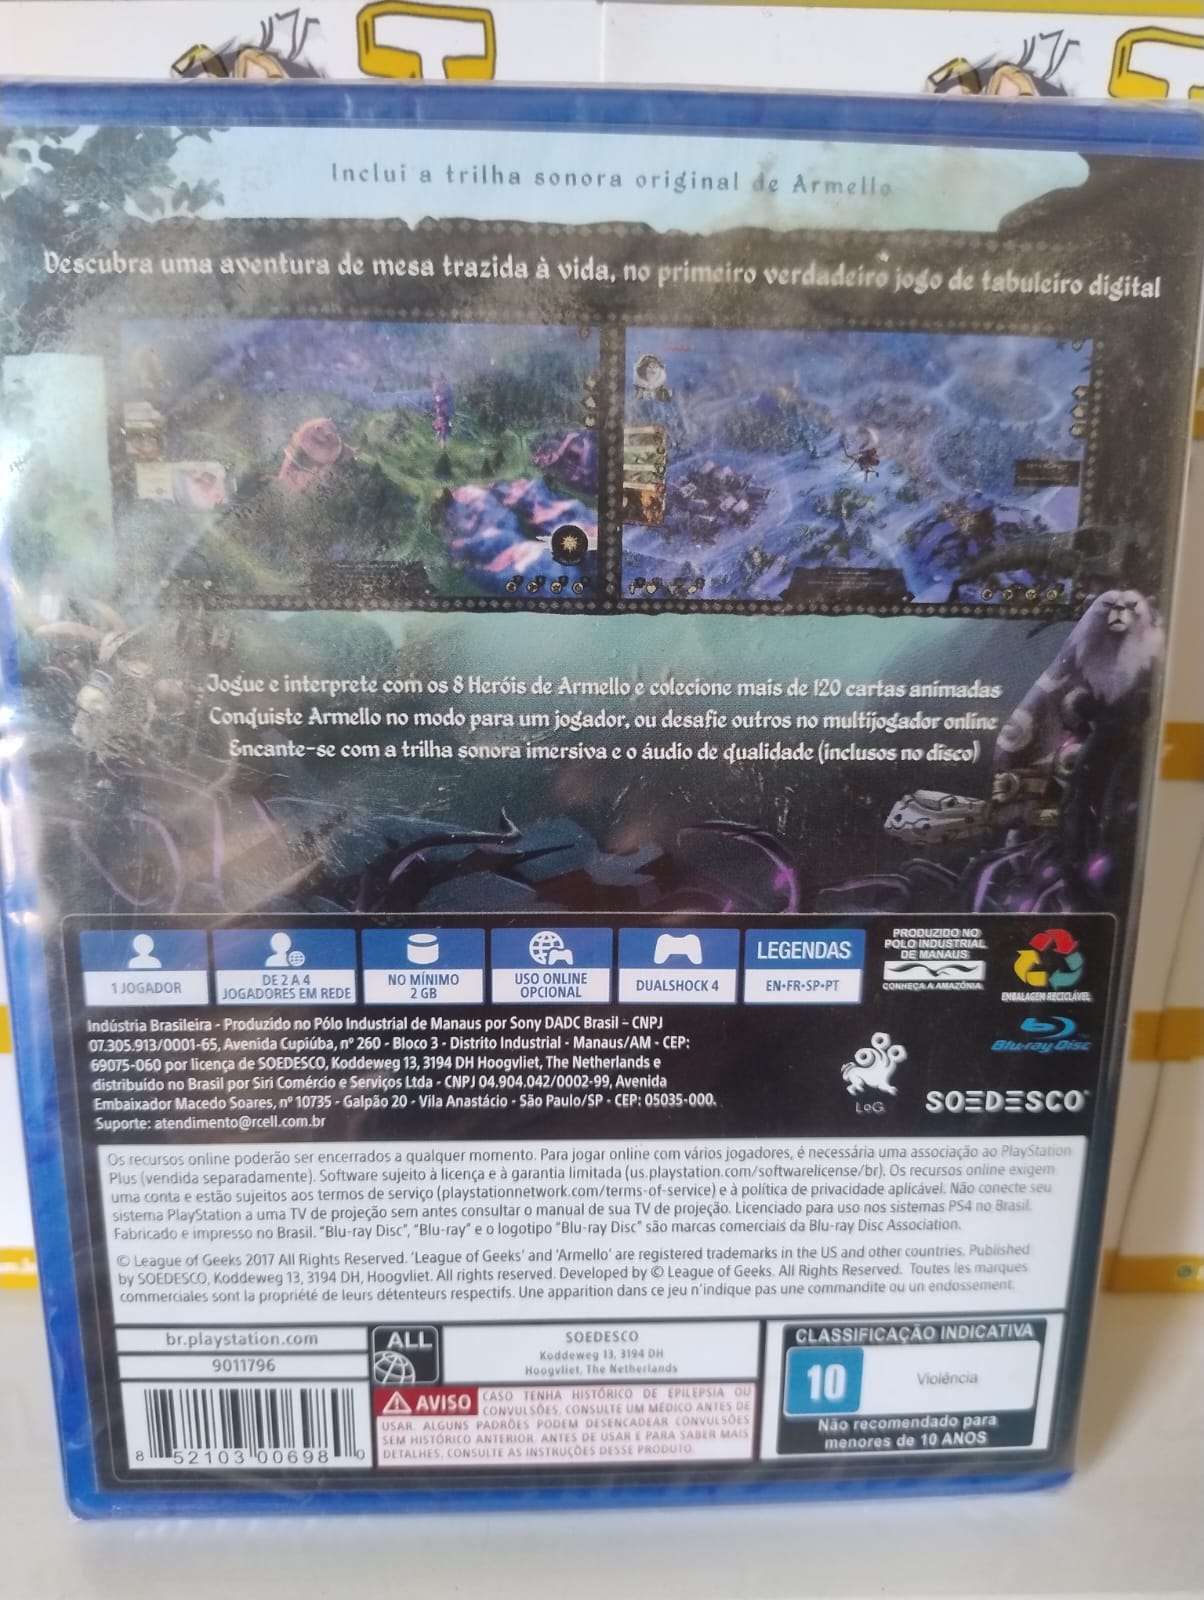 Inclui a trilha sonora original de Armello
Descubra uma aventura de mesa trazida à vida, no primeiro verdadeiro jogo de tabuleiro digital
Jogue e interprete com os 8 Heróis de Armello e colecione mais de 120 cartas animadas
Conquiste Armello no modo para um jogador, ou desafie outros no multijogador online
Encante-se com a trilha sonora imersiva e o áudio de qualidade (inclusos no disco)
1 JOGADOR
DE 2 A 4
JOGADORES EM REDE
NO MÍNIMO
2 GB
USO ONLINE
OPCIONAL
DUALSHOCK 4
LEGENDAS
EN•FR•SP•PT
PRODUZIDO NO
POLO INDUSTRIAL
DE MANAUS
CONHEÇA A AMAZÔNIA
EMBALAGEM RECICLÁVEL
Indústria Brasileira - Produzido no Pólo Industrial de Manaus por Sony DADC Brasil – CNPJ
07.305.913/0001-65, Avenida Cupiúba, nº 260 - Bloco 3 - Distrito Industrial - Manaus/AM - CEP:
69075-060 por licença de SOEDESCO, Koddeweg 13, 3194 DH Hoogvliet, The Netherlands e
distribuído no Brasil por Siri Comércio e Serviços Ltda - CNPJ 04.904.042/0002-99, Avenida
Embaixador Macedo Soares, nº 10735 - Galpão 20 - Vila Anastácio - São Paulo/SP - CEP: 05035-000.
Suporte: atendimento@rcell.com.br
LoG
Blu-ray Disc
SOEDESCO
Os recursos online poderão ser encerrados a qualquer momento. Para jogar online com vários jogadores, é necessária uma associação ao PlayStation
Plus (vendida separadamente). Software sujeito à licença e à garantia limitada (us.playstation.com/softwarelicense/br). Os recursos online exigem
uma conta e estão sujeitos aos termos de serviço (playstationnetwork.com/terms-of-service) e à política de privacidade aplicável. Não conecte seu
sistema PlayStation a uma TV de projeção sem antes consultar o manual de sua TV de projeção. Licenciado para uso nos sistemas PS4 no Brasil.
Fabricado e impresso no Brasil. “Blu-ray Disc”, “Blu-ray” e o logotipo “Blu-ray Disc” são marcas comerciais da Blu-ray Disc Association.
© League of Geeks 2017 All Rights Reserved. ‘League of Geeks’ and ‘Armello’ are registered trademarks in the US and other countries. Published
by SOEDESCO, Koddeweg 13, 3194 DH, Hoogvliet. All rights reserved. Developed by © League of Geeks. All Rights Reserved. Toutes les marques
commerciales sont la propriété de leurs détenteurs respectifs. Une apparition dans ce jeu n’indique pas une commandite ou un endossement.
br.playstation.com
9011796
8 52103 00698 0
ALL
SOEDESCO
Koddeweg 13, 3194 DH
Hoogvliet, The Netherlands
AVISO CASO TENHA HISTÓRICO DE EPILEPSIA OU
CONVULSÕES, CONSULTE UM MÉDICO ANTES DE
USAR. ALGUNS PADRÕES PODEM DESENCADEAR CONVULSÕES
SEM HISTÓRICO ANTERIOR. ANTES DE USAR E PARA SABER MAIS
DETALHES, CONSULTE AS INSTRUÇÕES DESSE PRODUTO.
CLASSIFICAÇÃO INDICATIVA
10
Violência
Não recomendado para
menores de 10 ANOS